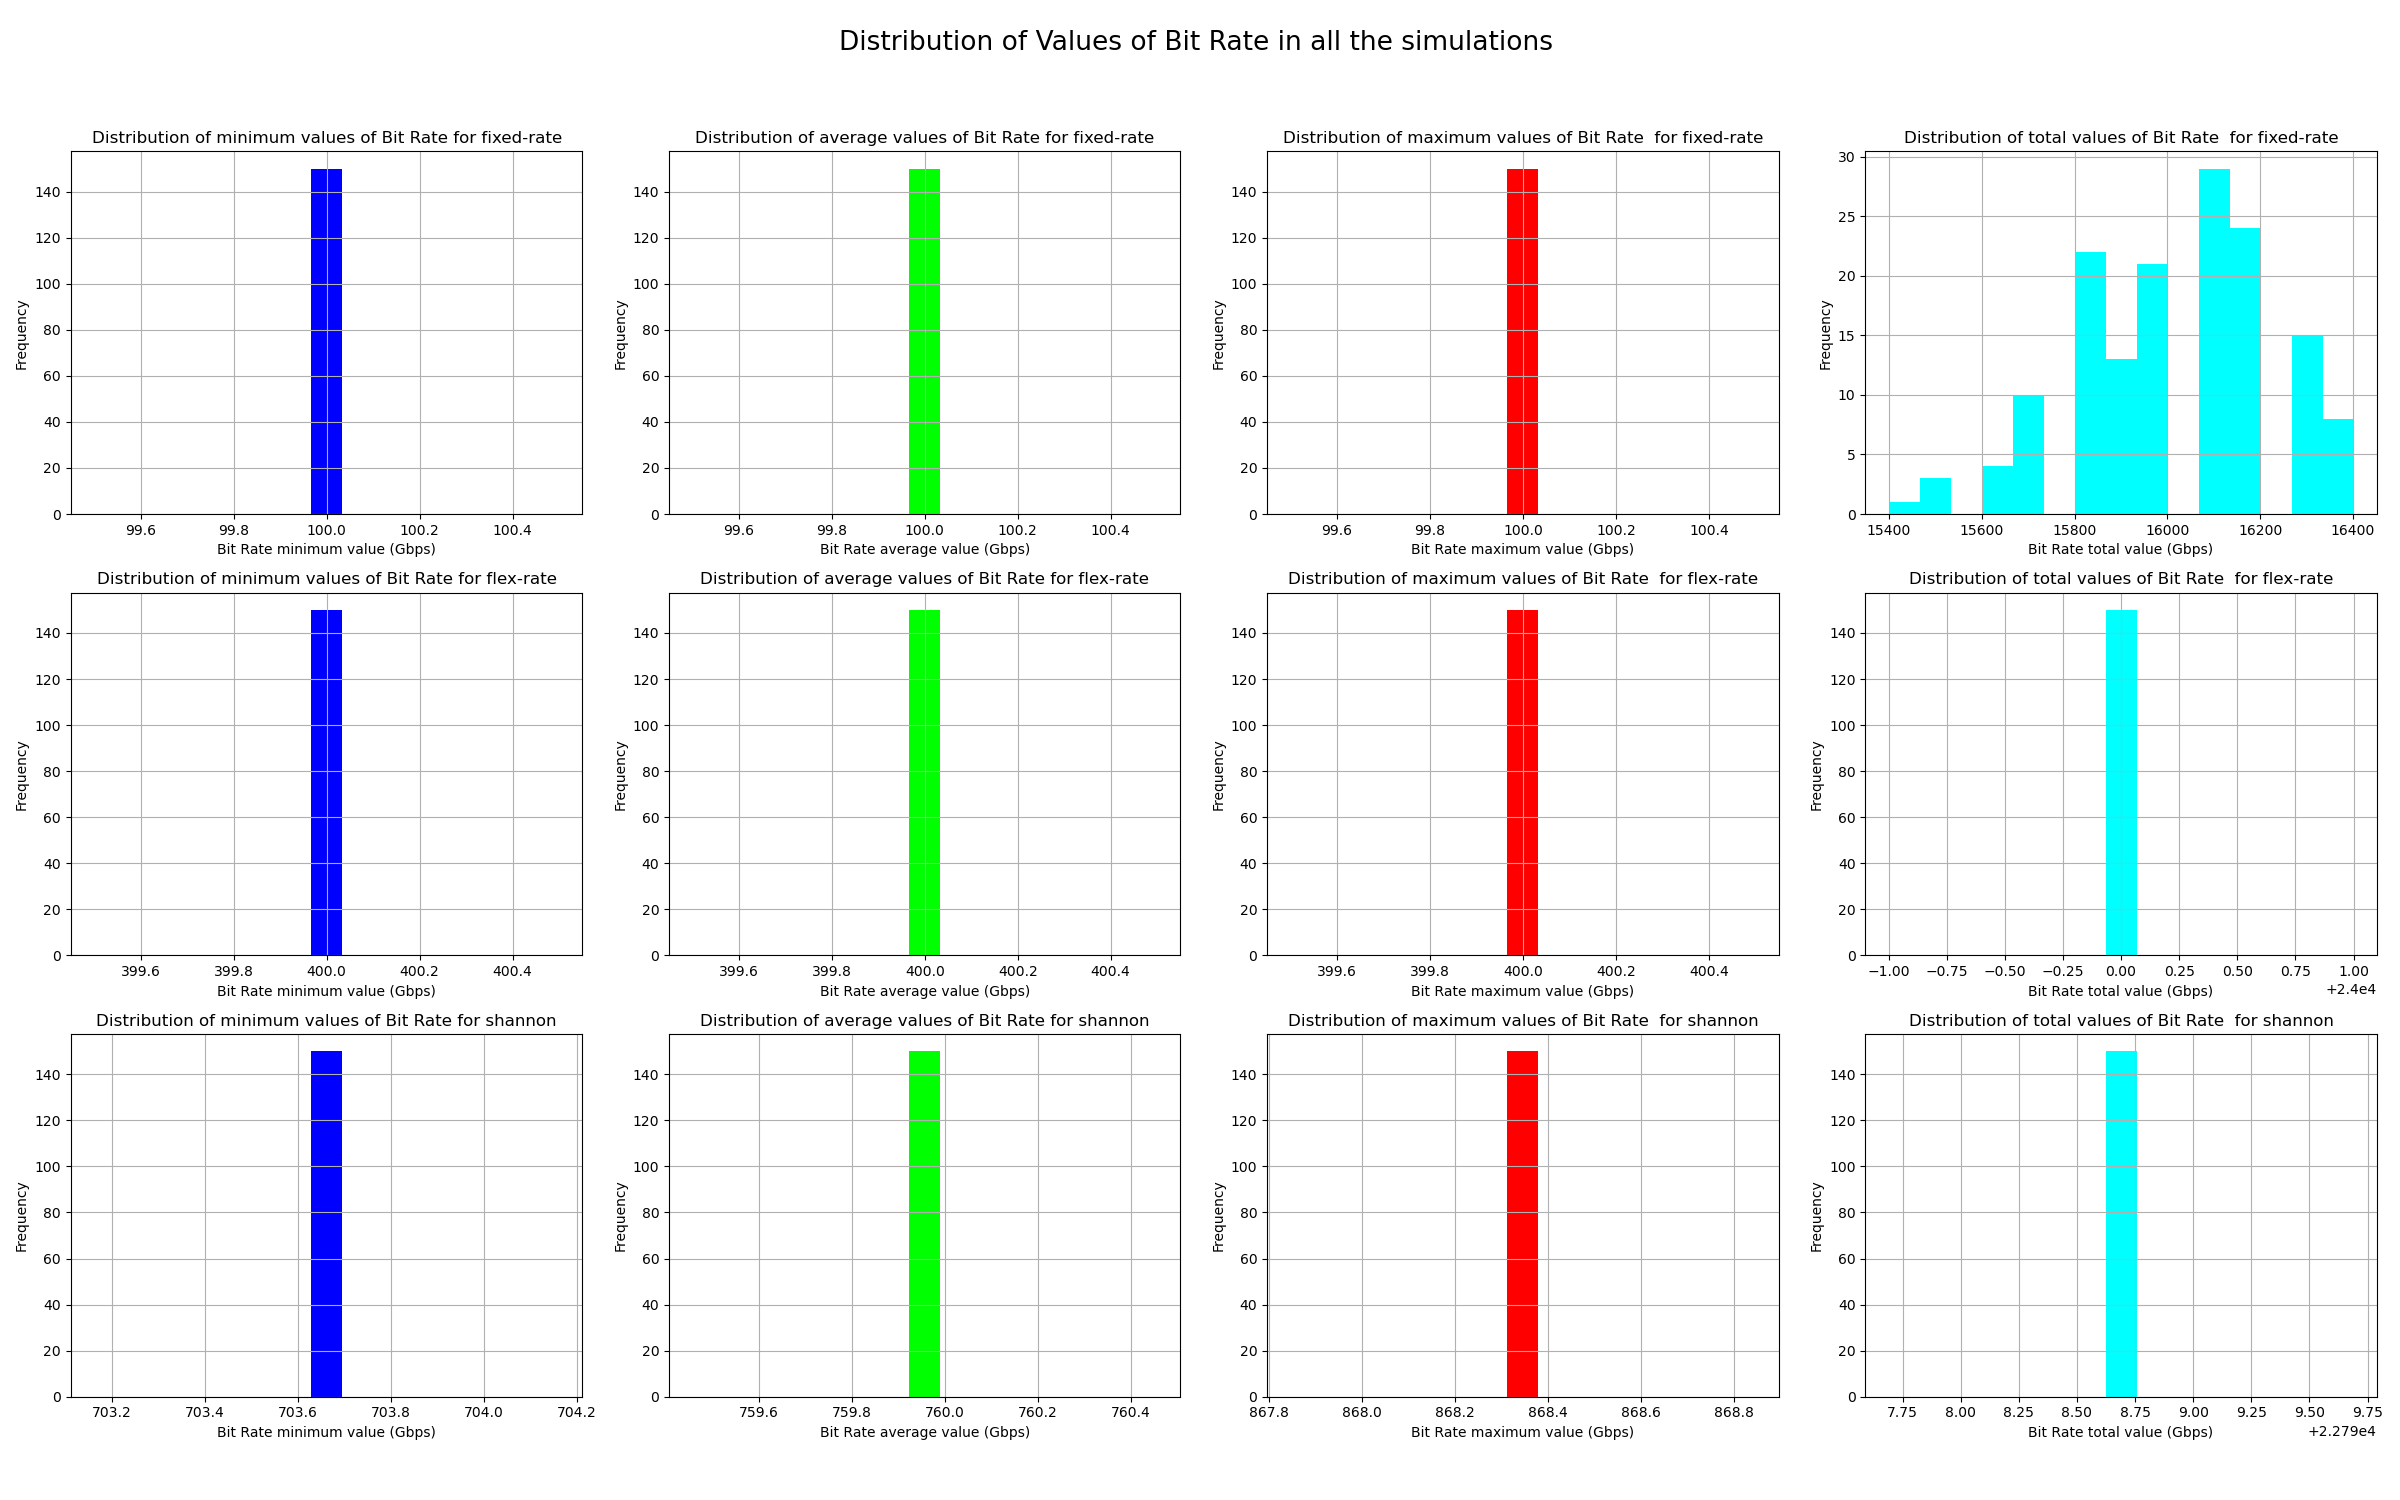 Distribution of Values of Bit Rate in all the simulations
Distribution of minimum values of Bit Rate for fixed-rate
Frequency
0
20
40
60
80
100
120
140
99.6 99.8 100.0 100.2 100.4
Bit Rate minimum value (Gbps)
Distribution of average values of Bit Rate for fixed-rate
Frequency
0
20
40
60
80
100
120
140
99.6 99.8 100.0 100.2 100.4
Bit Rate average value (Gbps)
Distribution of maximum values of Bit Rate  for fixed-rate
Frequency
0
20
40
60
80
100
120
140
99.6 99.8 100.0 100.2 100.4
Bit Rate maximum value (Gbps)
Distribution of total values of Bit Rate  for fixed-rate
Frequency
0
5
10
15
20
25
30
15400 15600 15800 16000 16200 16400
Bit Rate total value (Gbps)
Distribution of minimum values of Bit Rate for flex-rate
Frequency
0
20
40
60
80
100
120
140
399.6 399.8 400.0 400.2 400.4
Bit Rate minimum value (Gbps)
Distribution of average values of Bit Rate for flex-rate
Frequency
0
20
40
60
80
100
120
140
399.6 399.8 400.0 400.2 400.4
Bit Rate average value (Gbps)
Distribution of maximum values of Bit Rate  for flex-rate
Frequency
0
20
40
60
80
100
120
140
399.6 399.8 400.0 400.2 400.4
Bit Rate maximum value (Gbps)
Distribution of total values of Bit Rate  for flex-rate
Frequency
0
20
40
60
80
100
120
140
−1.00 −0.75 −0.50 −0.25 0.00 0.25 0.50 0.75 1.00
Bit Rate total value (Gbps)
+2.4e4
Distribution of minimum values of Bit Rate for shannon
Frequency
0
20
40
60
80
100
120
140
703.2 703.4 703.6 703.8 704.0 704.2
Bit Rate minimum value (Gbps)
Distribution of average values of Bit Rate for shannon
Frequency
0
20
40
60
80
100
120
140
759.6 759.8 760.0 760.2 760.4
Bit Rate average value (Gbps)
Distribution of maximum values of Bit Rate  for shannon
Frequency
0
20
40
60
80
100
120
140
867.8 868.0 868.2 868.4 868.6 868.8
Bit Rate maximum value (Gbps)
Distribution of total values of Bit Rate  for shannon
Frequency
0
20
40
60
80
100
120
140
7.75 8.00 8.25 8.50 8.75 9.00 9.25 9.50 9.75
Bit Rate total value (Gbps)
+2.279e4